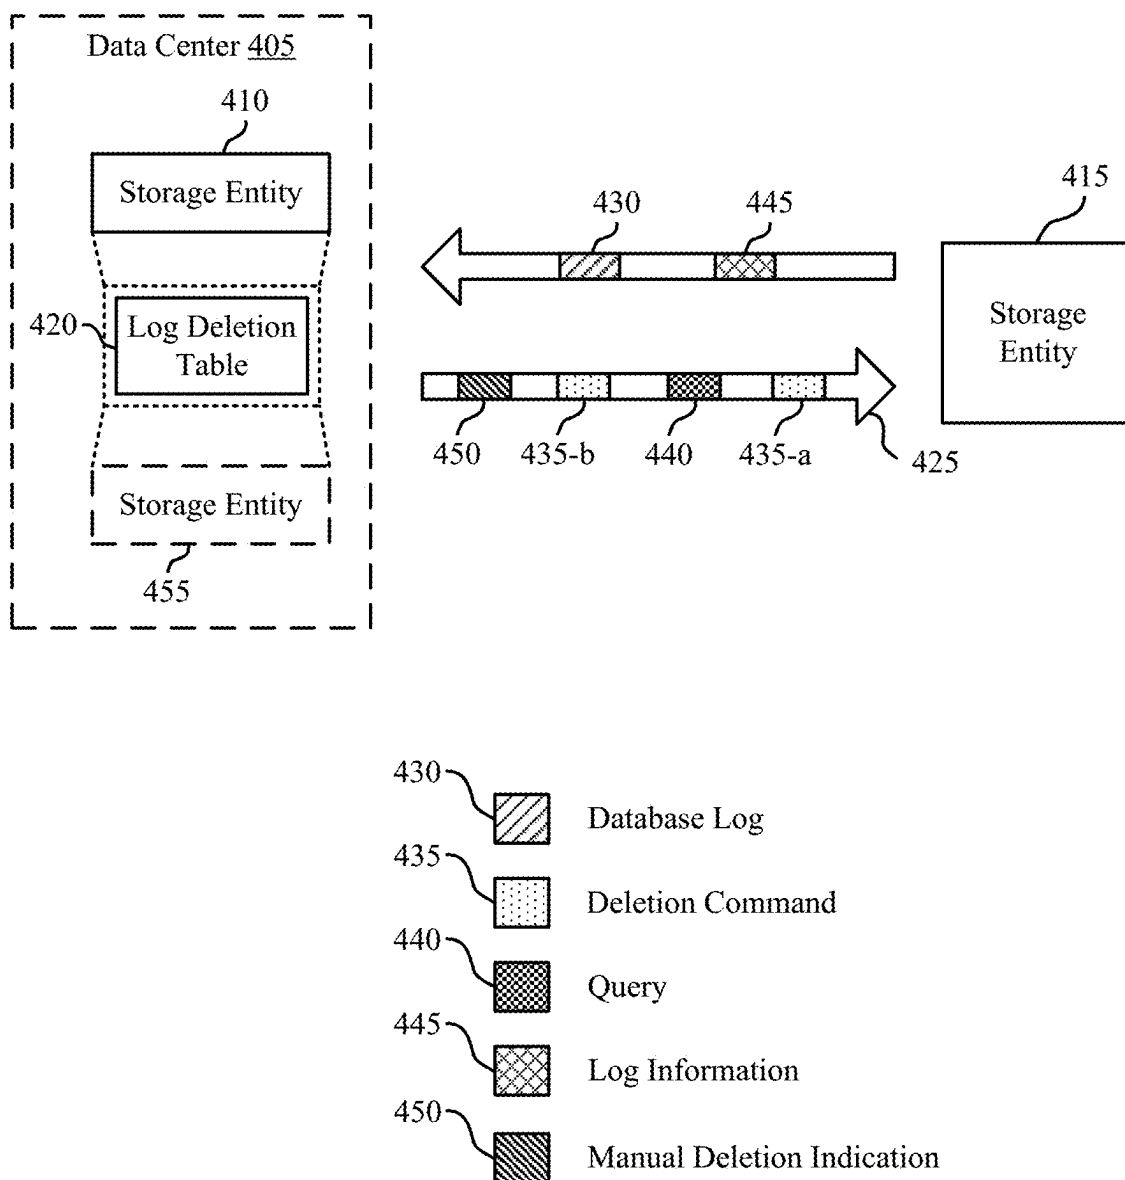 Data Center 405
410
Storage Entity
420
Log Deletion
Table
Storage Entity
455
430
445
415
Storage
Entity
450
435-b
440
435-a
425
430
Database Log
435
Deletion Command
440
Query
445
Log Information
450
Manual Deletion Indication